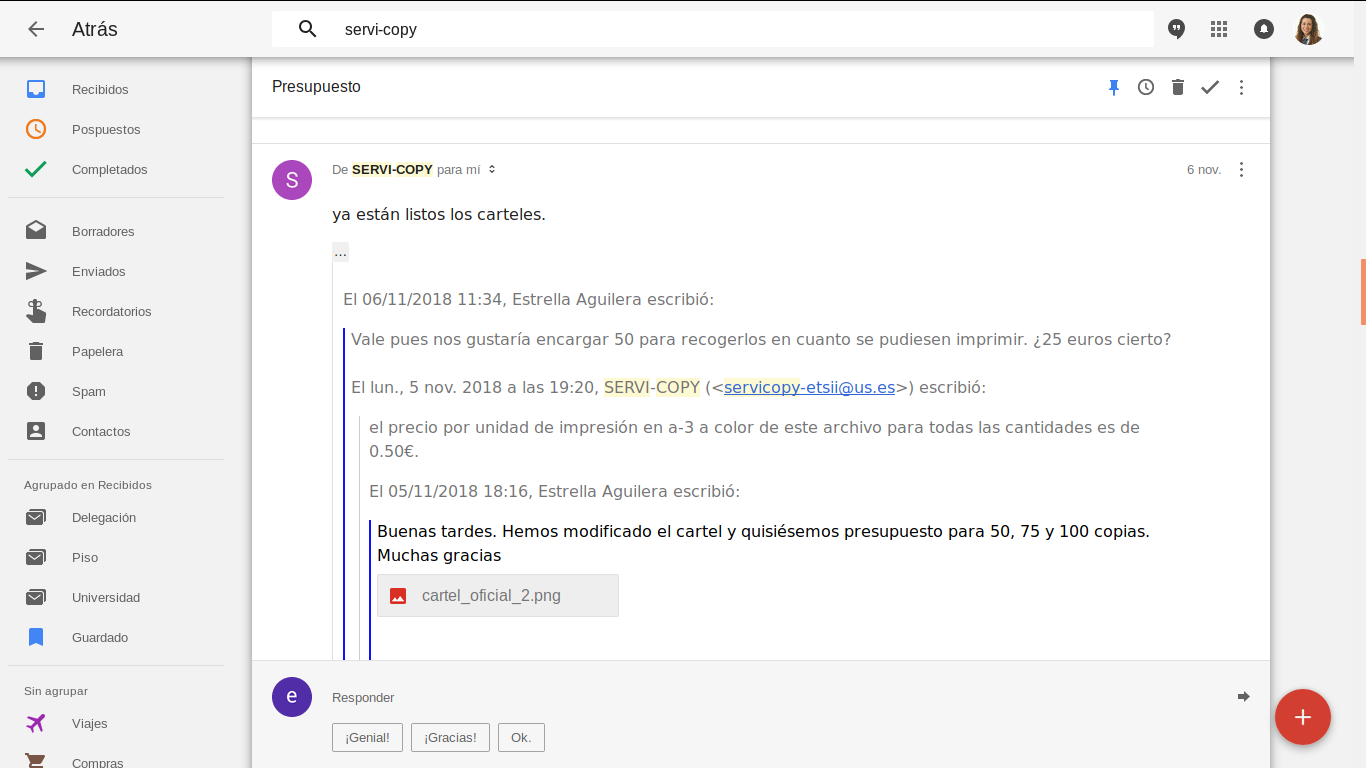 Atrás
servi-copy
Recibidos
Pospuestos
Completados
Borradores
Enviados
Recordatorios
Papelera
Spam
Contactos
Agrupado en Recibidos
Delegación
Piso
Universidad
Guardado
Sin agrupar
Viajes
Compras
Presupuesto
S
De SERVI-COPY para mí
6 nov.
ya están listos los carteles.
...
El 06/11/2018 11:34, Estrella Aguilera escribió:
Vale pues nos gustaría encargar 50 para recogerlos en cuanto se pudiesen imprimir. ¿25 euros cierto?
El lun., 5 nov. 2018 a las 19:20, SERVI-COPY (<servicopy-etsii@us.es>) escribió:
el precio por unidad de impresión en a-3 a color de este archivo para todas las cantidades es de
0.50€.
El 05/11/2018 18:16, Estrella Aguilera escribió:
Buenas tardes. Hemos modificado el cartel y quisiésemos presupuesto para 50, 75 y 100 copias.
Muchas gracias
cartel_oficial_2.png
e
Responder
¡Genial!
¡Gracias!
Ok.